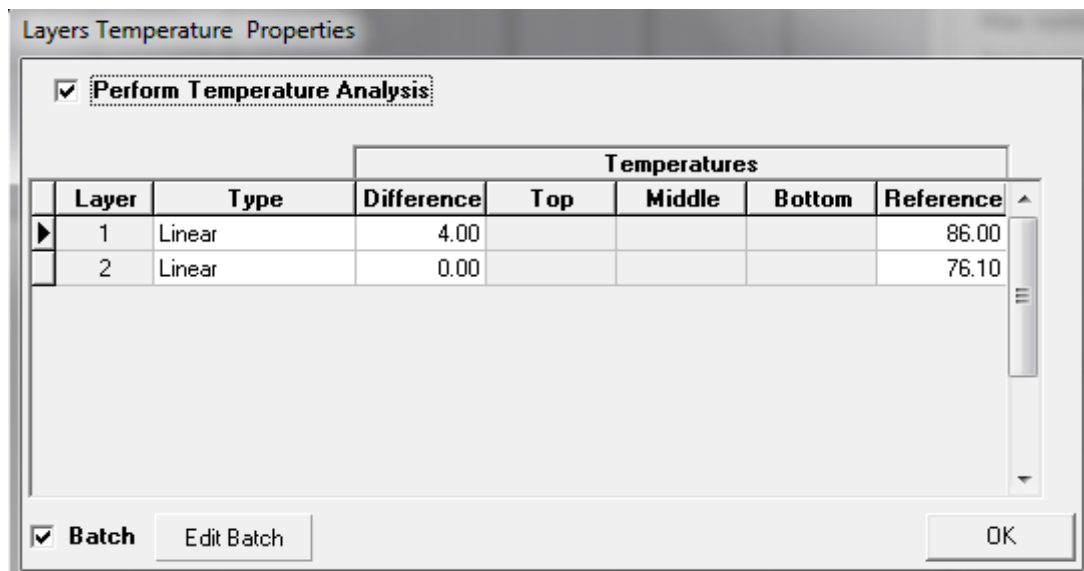 Layers Temperature Properties
Perform Temperature Analysis
Temperatures
Layer Type Difference Top Middle Bottom Reference
1 Linear 4.00 86.00
2 Linear 0.00 76.10
Batch Edit Batch OK